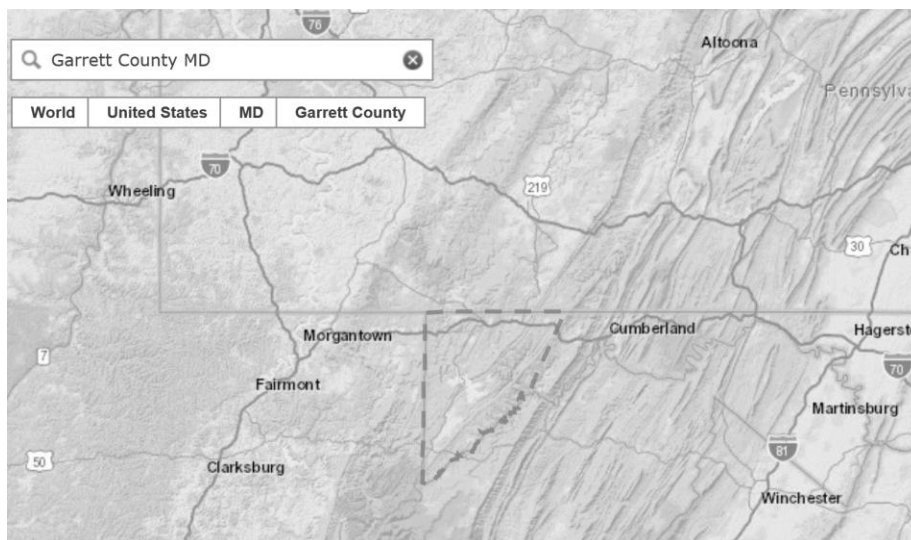 76
Altoona
Garrett County MD
Pennsylva
World United States MD Garrett County
70
Wheeling
219
30
Ch
Morgantown
Cumberland
Hagerst
7
70
Fairmont
Martinsburg
81
50
Clarksburg
Winchester